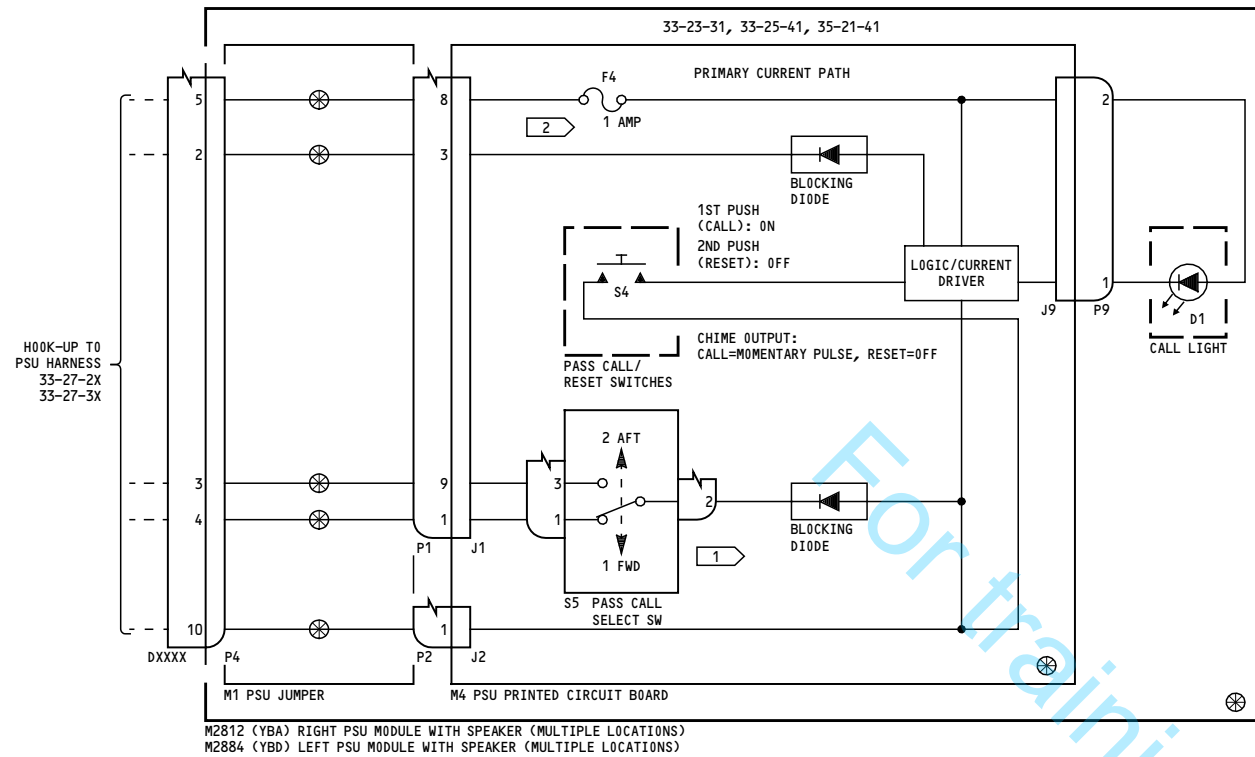 33-23-31, 33-25-41, 35-21-41
F4
PRIMARY CURRENT PATH
5
8
2
2
1 AMP
2
3
BLOCKING
DIODE
1ST PUSH
(CALL): ON
2ND PUSH
(RESET): OFF
LOGIC/CURRENT
DRIVER
S4
1
J9
P9
D1
CALL LIGHT
HOOK-UP TO
PSU HARNESS
33-27-2X
33-27-3X
CHIME OUTPUT:
CALL=MOMENTARY PULSE, RESET=OFF
PASS CALL/
RESET SWITCHES
2 AFT
3
9
3
2
4
1
1
BLOCKING
DIODE
P1
J1
1 FWD
1
S5 PASS CALL
SELECT SW
10
1
DXXXX
P4
P2
J2
M1 PSU JUMPER
M4 PSU PRINTED CIRCUIT BOARD
M2812 (YBA) RIGHT PSU MODULE WITH SPEAKER (MULTIPLE LOCATIONS)
M2884 (YBD) LEFT PSU MODULE WITH SPEAKER (MULTIPLE LOCATIONS)
For traini